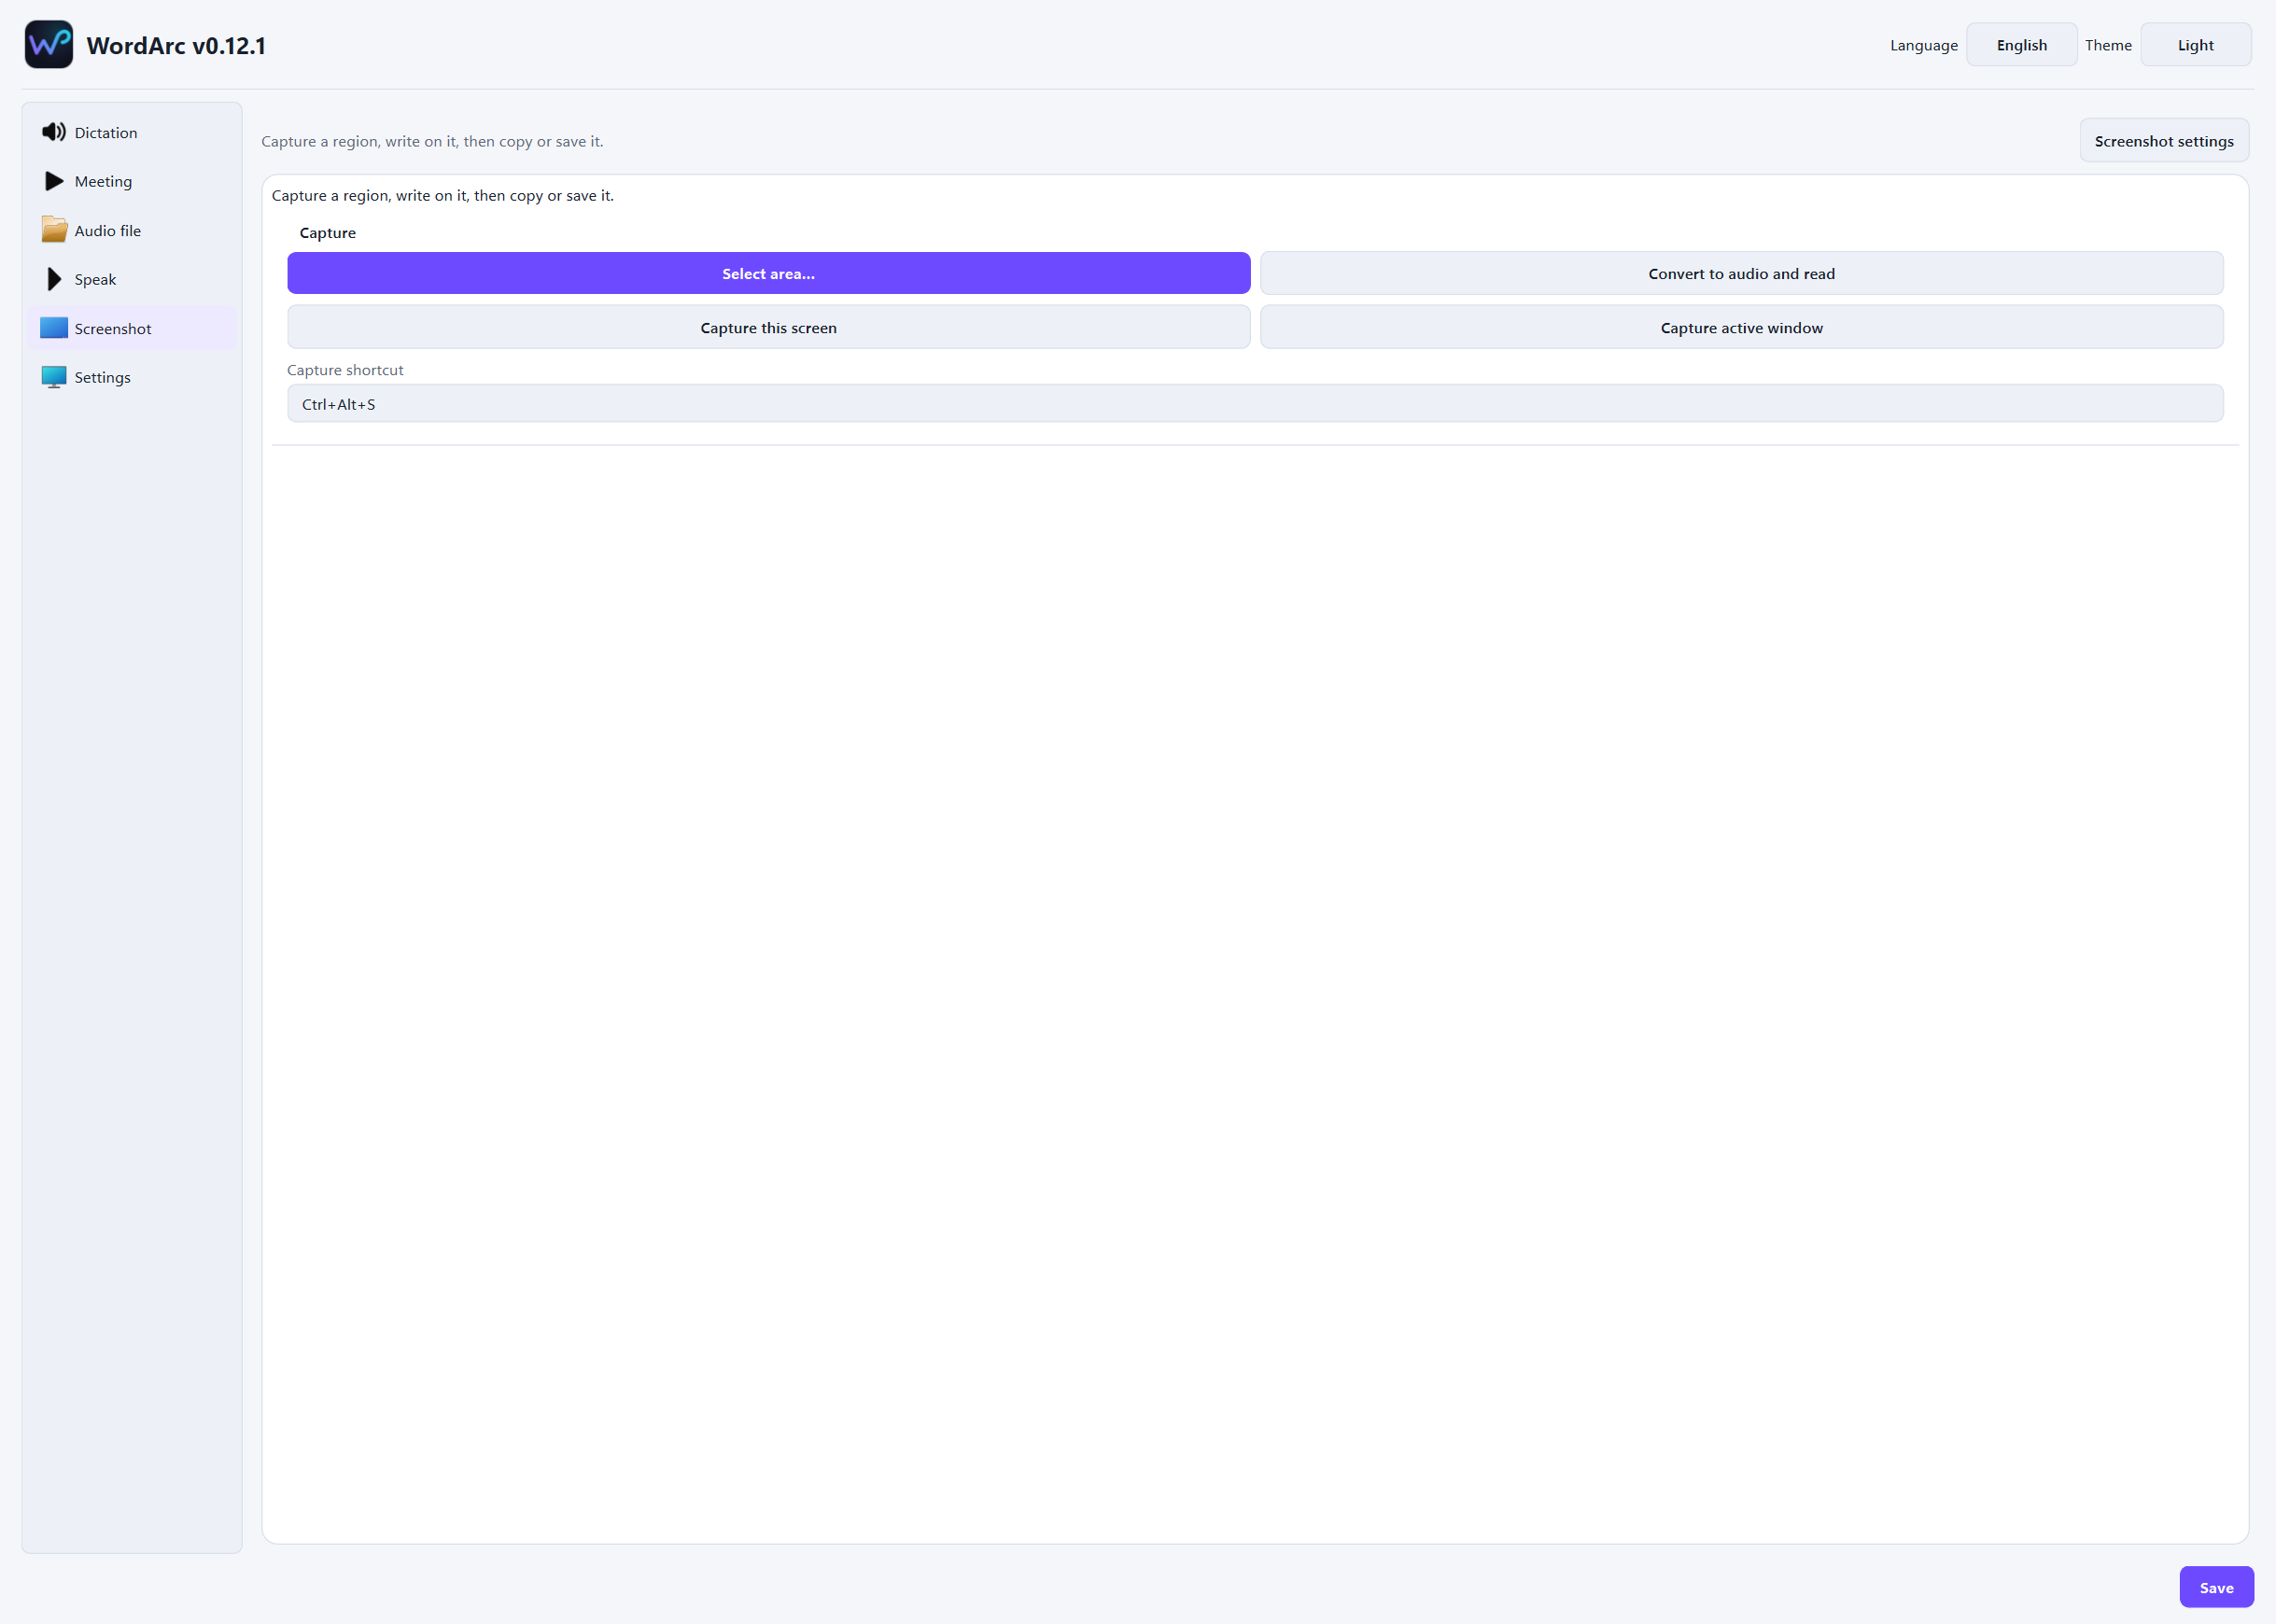 WordArc v0.12.1
Language English Theme Light
Dictation
Meeting
Audio file
Speak
Screenshot
Settings
Capture a region, write on it, then copy or save it.
Screenshot settings
Capture a region, write on it, then copy or save it.
Capture
Select area...
Convert to audio and read
Capture this screen
Capture active window
Capture shortcut
Ctrl+Alt+S
Save